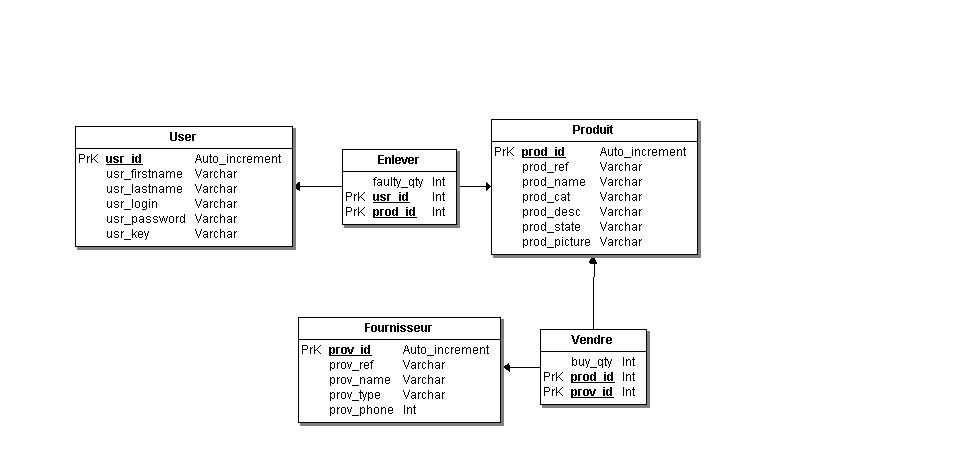 User
PrK usr_id Auto_increment
usr_firstname Varchar
usr_lastname Varchar
usr_login Varchar
usr_password Varchar
usr_key Varchar
Enlever
faulty_qty Int
PrK usr_id Int
PrK prod_id Int
Produit
PrK prod_id Auto_increment
prod_ref Varchar
prod_name Varchar
prod_cat Varchar
prod_desc Varchar
prod_state Varchar
prod_picture Varchar
Fournisseur
PrK prov_id Auto_increment
prov_ref Varchar
prov_name Varchar
prov_type Varchar
prov_phone Int
Vendre
buy_qty Int
PrK prod_id Int
PrK prov_id Int